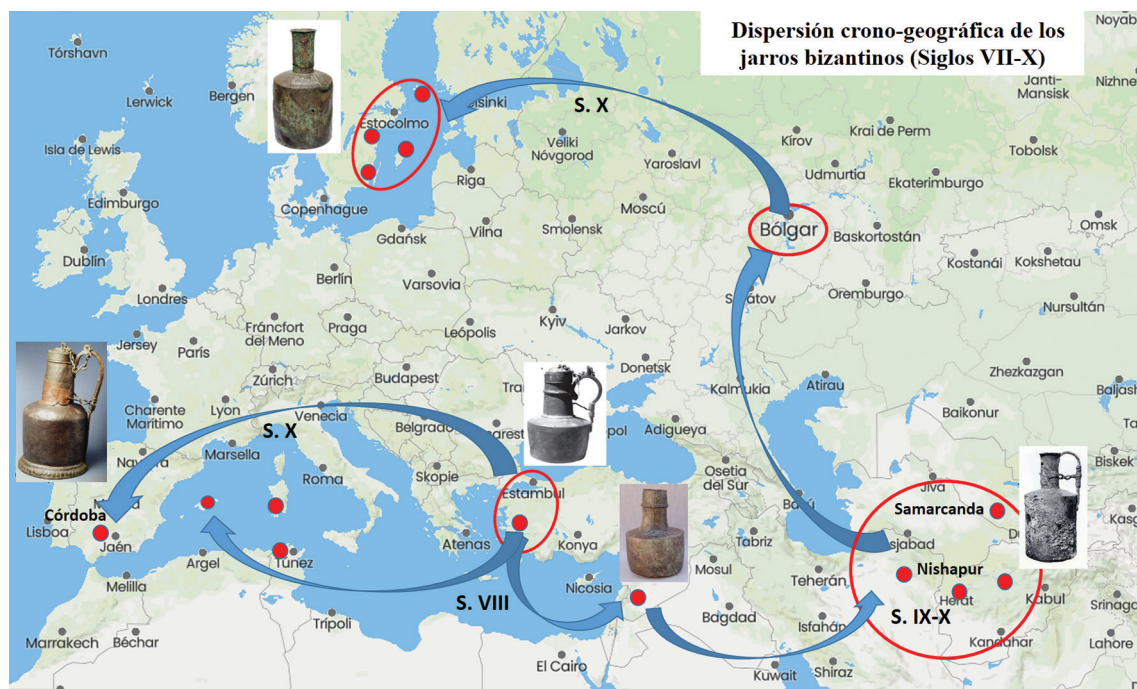 Dispersión crono-geográfica de los
jarros bizantinos (Siglos VII-X)
Tórshavn
Noyab
Janti-
Mansisk
Nizhne
Lerwick
Bergen
Estocolmo
S. X
Isla de Lewis
Veliki
Nóvgorod
Yaroslavl
Kírov
Krai de Perm
Tobolsk
Edimburgo
Riga
Udmurtia
Ekaterimburgo
Copenhague
Moscú
Bólgar
Omsk
Gdańsk
Vilna
Smolensk
Baskortostán
Dublín
Kostanái
Kokshetau
Berlín
Varsovia
Oremburgo
Londres
Nursultán
Jersey
París
Fráncfort
del Meno
Praga
Leópolis
Kyiv
Járkov
Donetsk
Zúrich
Budapest
Kalmukia
Atirau
Zhezkazgan
Charente
Marítimo
Lyon
Venecia
Baljash
Baikonur
S. X
Belgrado
Adigueya
Marsella
Skopie
Osetia
del Sur
Biskek
Roma
Estambul
Jiva
Samarcanda
Córdoba
Lisboa
Jaén
Atenas
Konya
Tabriz
Nishapur
Argel
Túnez
Mosul
Teherán
Herat
Kabul
Melilla
Nicosia
S. VIII
S. IX-X
Srinaga
Trípoli
Bagdad
Isfahán
Kandahar
Marrakech
Béchar
Lahore
El Cairo
Kuwait
Shiraz